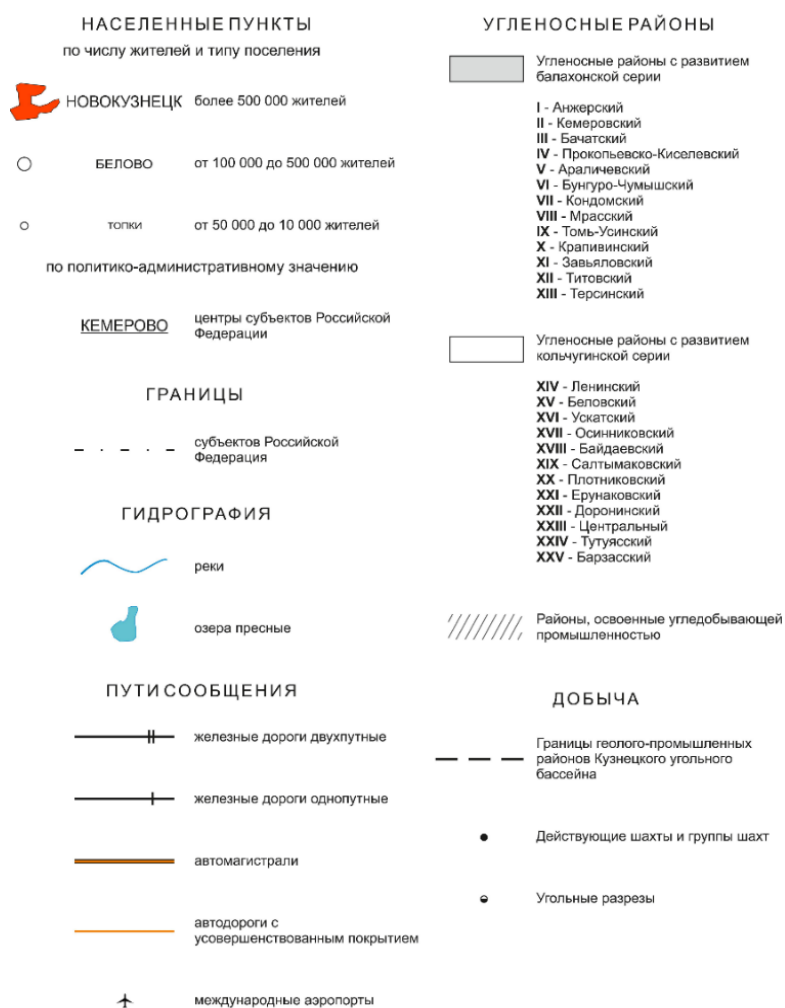 НАСЕЛЕННЫЕ ПУНКТЫ
по числу жителей и типу поселения
НОВОКУЗНЕЦК более 500 000 жителей
БЕЛОВО от 100 000 до 500 000 жителей
ТОПКИ от 50 000 до 10 000 жителей
по политико-административному значению
КЕМЕРОВО центры субъектов Российской
Федерации
ГРАНИЦЫ
субъектов Российской
Федерация
ГИДРОГРАФИЯ
реки
озера пресные
ПУТИ СООБЩЕНИЯ
железные дороги двухпутные
железные дороги однопутные
автомагистрали
автодороги с
усовершенствованным покрытием
международные аэропорты
УГЛЕНОСНЫЕ РАЙОНЫ
Угленосные районы с развитием
балахонской серии
I - Анжерский
II - Кемеровский
III - Бачатский
IV - Прокопьевско-Киселевский
V - Араличевский
VI - Бунгуро-Чумышский
VII - Кондомский
VIII - Мрасский
IX - Томь-Усинский
X - Крапивинский
XI - Завьяловский
XII - Титовский
XIII - Терсинский
Угленосные районы с развитием
кольчугинской серии
XIV - Ленинский
XV - Беловский
XVI - Ускатский
XVII - Осинниковский
XVIII - Байдаевский
XIX - Салтымаковский
XX - Плотниковский
XXI - Ерунаковский
XXII - Доронинский
XXIII - Центральный
XXIV - Тутуясский
XXV - Барзасский
Районы, освоенные угледобывающей
промышленностью
ДОБЫЧА
Границы геолого-промышленных
районов Кузнецкого угольного
бассейна
Действующие шахты и группы шахт
Угольные разрезы